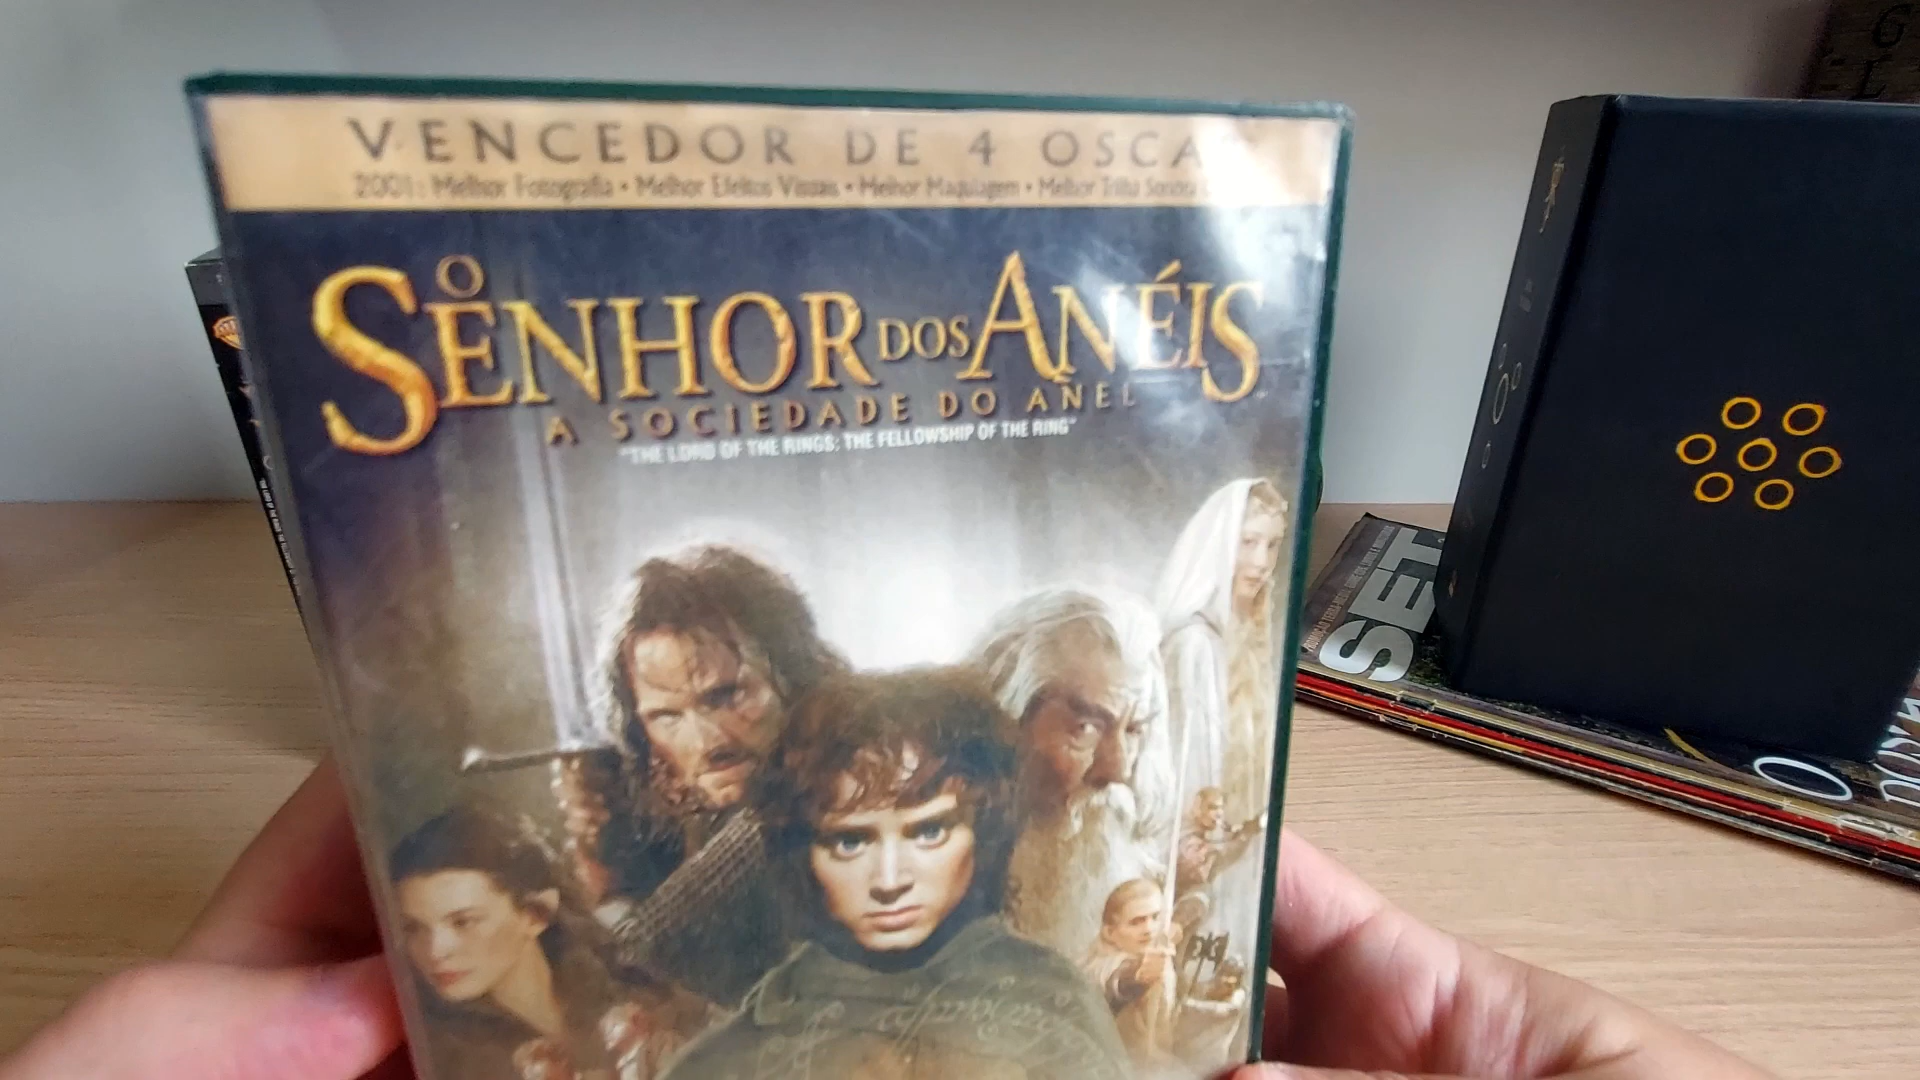 VENCEDOR DE 4 OSCA
2001: Melhor Fotografia • Melhor Efeitos Visuais • Melhor Maquiagem • Melhor Trilha Sonora
O SENHOR DOS ANÉIS
A SOCIEDADE DO ANEL
"THE LORD OF THE RINGS: THE FELLOWSHIP OF THE RING"
SET
G
L